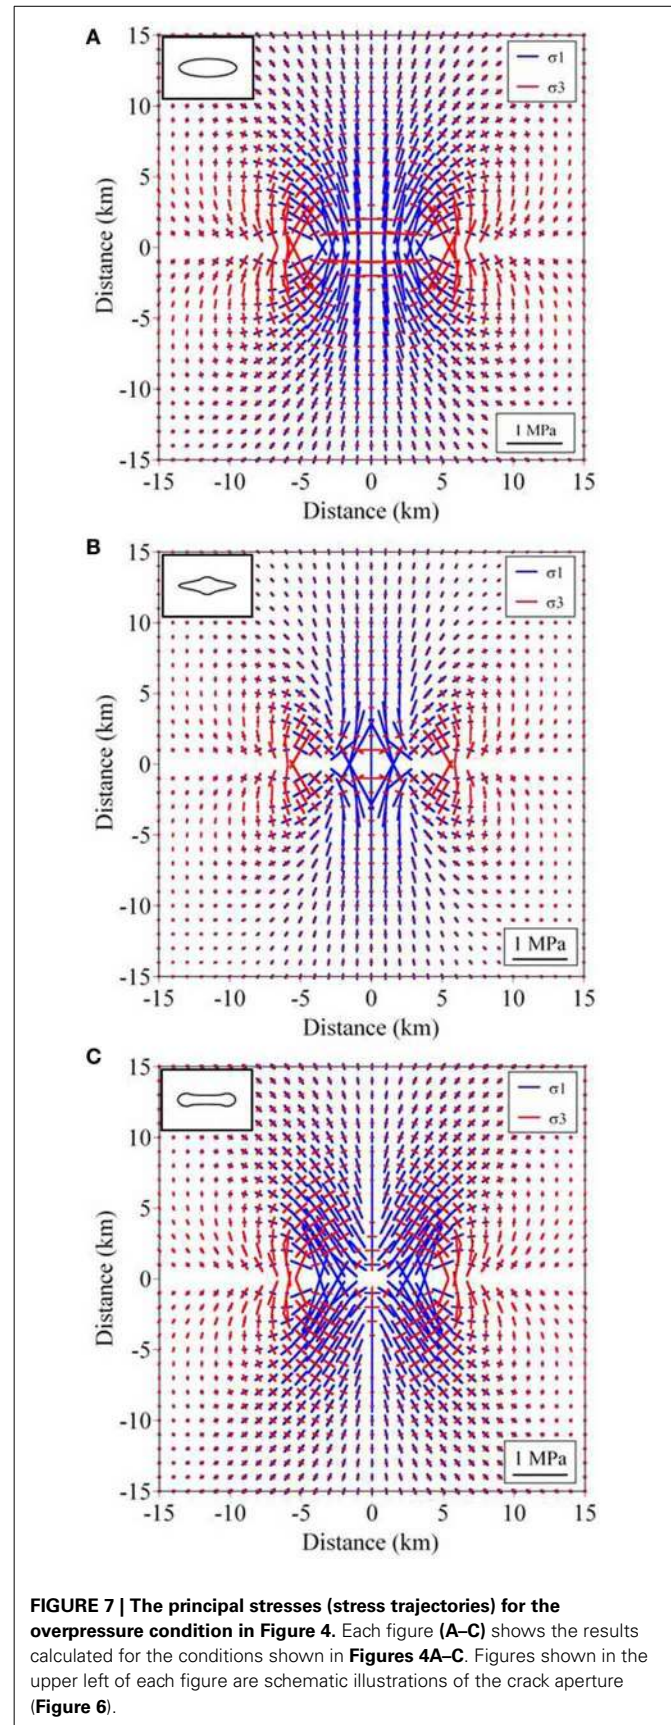 A
15
10
5
0
-5
-10
-15
Distance (km)
σ1
σ3
1 MPa
-15 -10 -5 0 5 10 15
Distance (km)
B
15
10
5
0
-5
-10
-15
Distance (km)
σ1
σ3
1 MPa
-15 -10 -5 0 5 10 15
Distance (km)
C
15
10
5
0
-5
-10
-15
Distance (km)
σ1
σ3
1 MPa
-15 -10 -5 0 5 10 15
Distance (km)
FIGURE 7 | The principal stresses (stress trajectories) for the
overpressure condition in Figure 4. Each figure (A–C) shows the results
calculated for the conditions shown in Figures 4A–C. Figures shown in the
upper left of each figure are schematic illustrations of the crack aperture
(Figure 6).